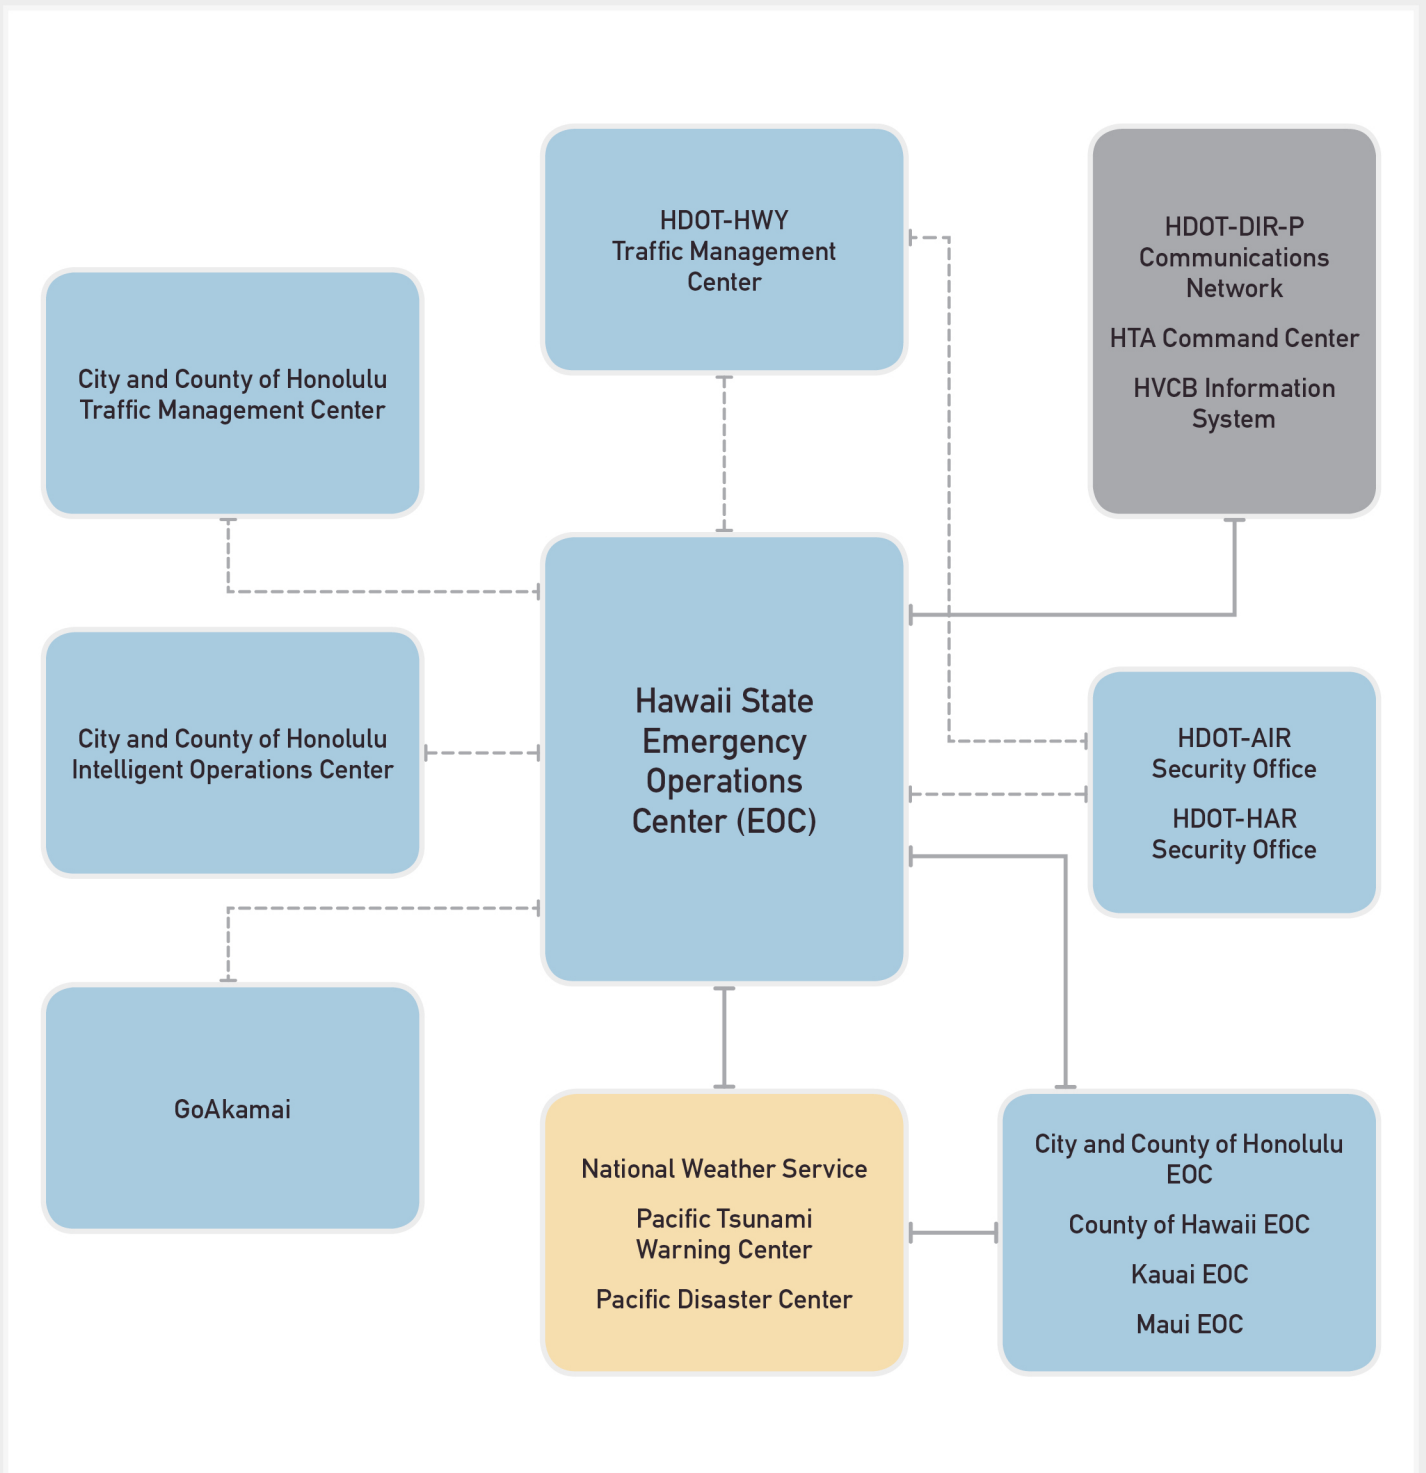 HDOT-HWY
Traffic Management
Center
HDOT-DIR-P
Communications
Network
HTA Command Center
HVCB Information
System
City and County of Honolulu
Traffic Management Center
City and County of Honolulu
Intelligent Operations Center
Hawaii State
Emergency
Operations
Center (EOC)
HDOT-AIR
Security Office
HDOT-HAR
Security Office
GoAkamai
National Weather Service
Pacific Tsunami
Warning Center
Pacific Disaster Center
City and County of Honolulu
EOC
County of Hawaii EOC
Kauai EOC
Maui EOC